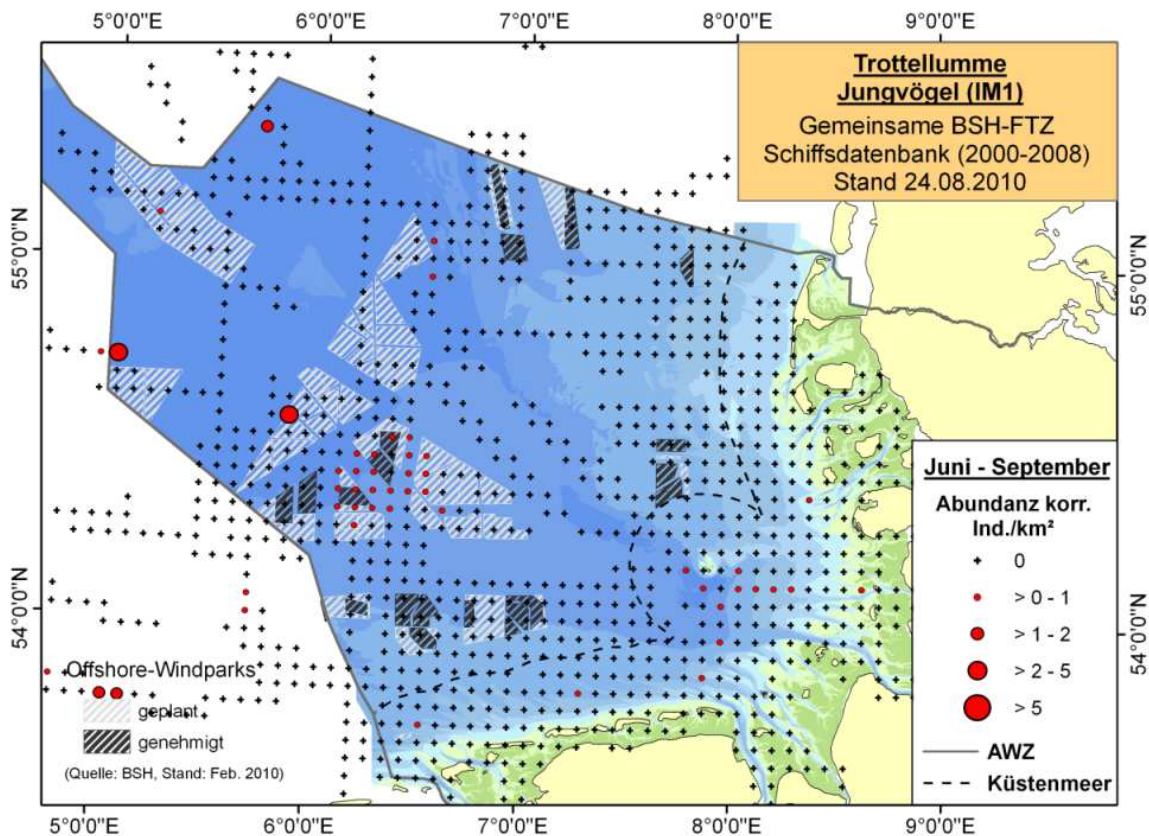 5°0'0"E 6°0'0"E 7°0'0"E 8°0'0"E 9°0'0"E
Trottellumme
Jungvögel (IM1)
Gemeinsame BSH-FTZ
Schiffsdatenbank (2000-2008)
Stand 24.08.2010
55°0'0"N
55°0'0"N
54°0'0"N
54°0'0"N
Juni - September
Abundanz korr.
Ind./km²
0
> 0 - 1
> 1 - 2
> 2 - 5
> 5
AWZ
Küstenmeer
Offshore-Windparks
geplant
genehmigt
(Quelle: BSH, Stand: Feb. 2010)
5°0'0"E 6°0'0"E 7°0'0"E 8°0'0"E 9°0'0"E